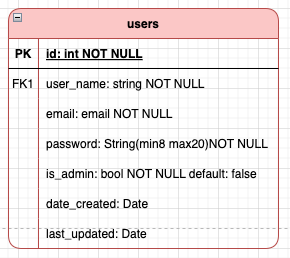 users
PK id: int NOT NULL
FK1 user_name: string NOT NULL
email: email NOT NULL
password: String(min8 max20)NOT NULL
is_admin: bool NOT NULL default: false
date_created: Date
last_updated: Date